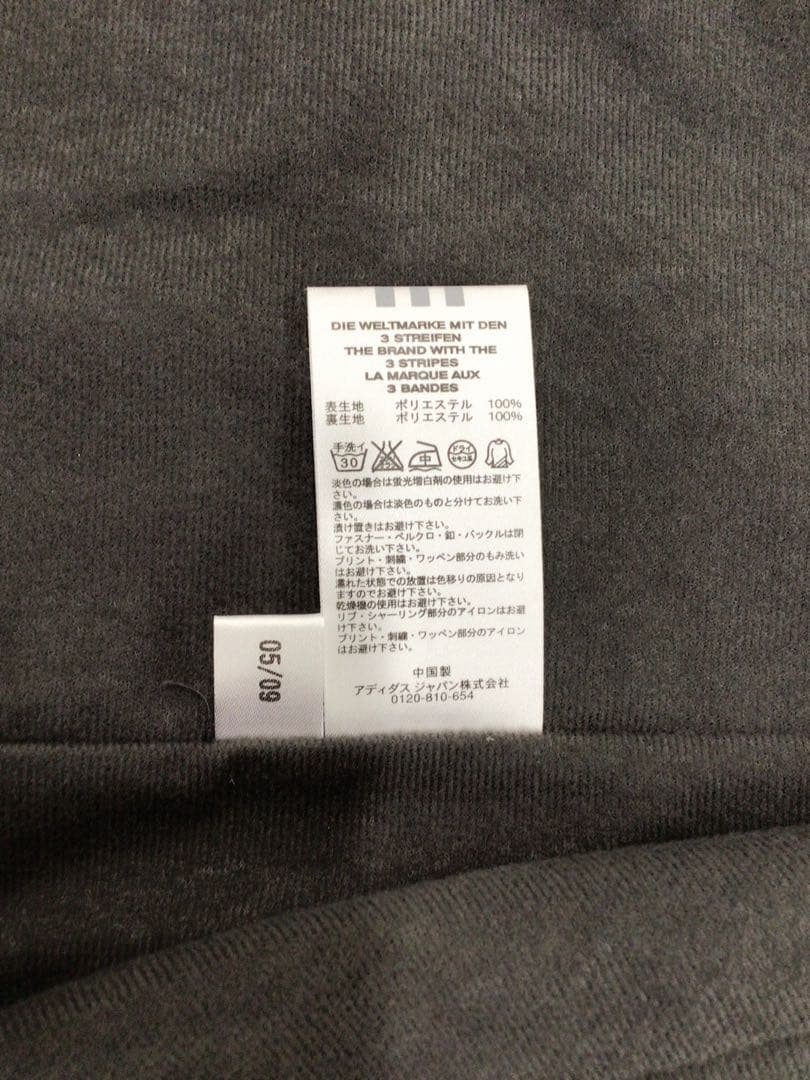 DIE WELTMARKE MIT DEN
3 STREIFEN
THE BRAND WITH THE
3 STRIPES
LA MARQUE AUX
3 BANDES
表生地 ポリエステル 100%
裏生地 ポリエステル 100%
手洗イ
30
中
ドライ
セキユ系
淡色の場合は蛍光増白剤の使用はお避け下
さい。
濃色の場合は淡色のものと分けてお洗い下
さい。
漬け置きはお避け下さい。
ファスナー・ベルクロ・釦・バックルは閉
じてお洗い下さい。
プリント・刺繍・ワッペン部分のもみ洗い
はお避け下さい。
濡れた状態での放置は色移りの原因となり
ますのでお避け下さい。
乾燥機の使用はお避け下さい。
リブ・シャーリング部分のアイロンはお避
け下さい。
プリント・刺繍・ワッペン部分のアイロン
はお避け下さい。
中国製
アディダス ジャパン株式会社
0120-810-654
05/09